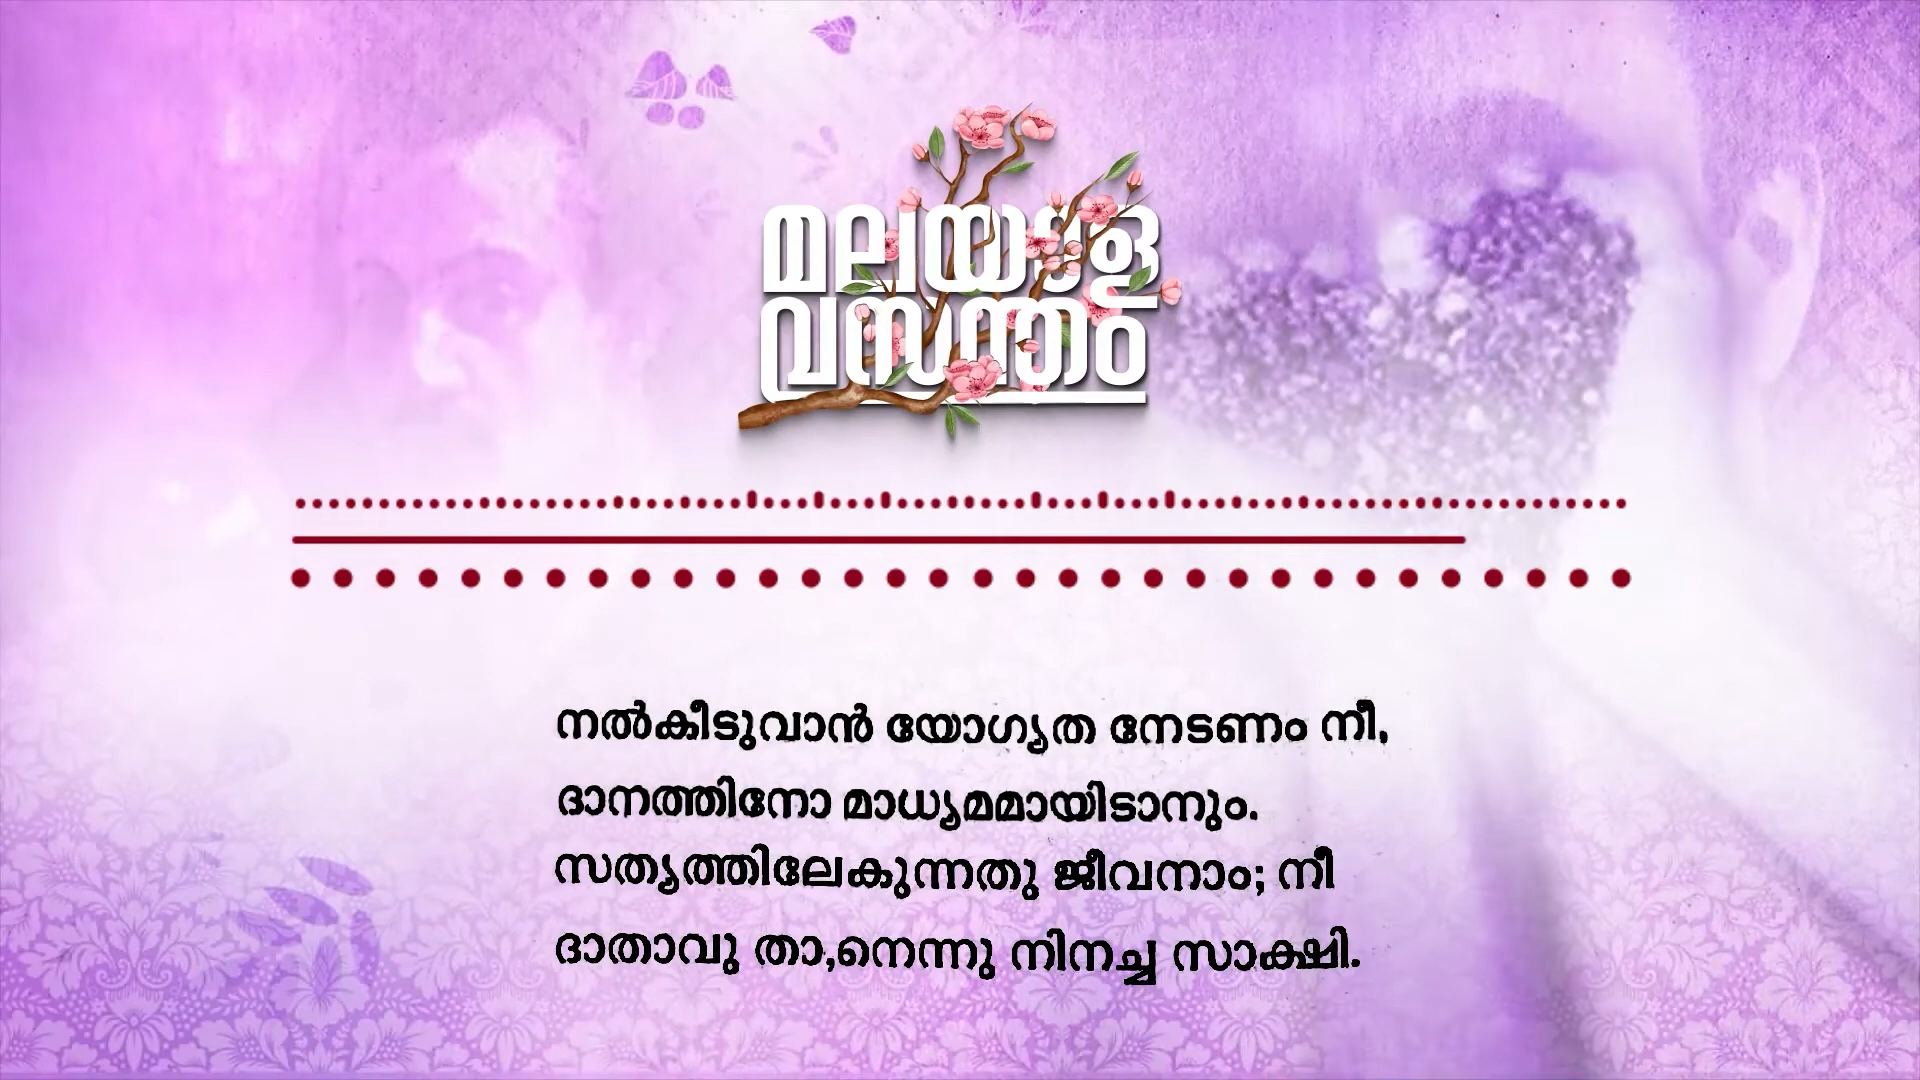 മലയാള
വസന്തം
നൽകീടുവാൻ യോഗ്യത നേടണം നീ,
ദാനത്തിനോ മാധ്യമമായിടാനും.
സത്യത്തിലേകുന്നതു ജീവനാം; നീ
ദാതാവു താ,നെന്നു നിനച്ച സാക്ഷി.